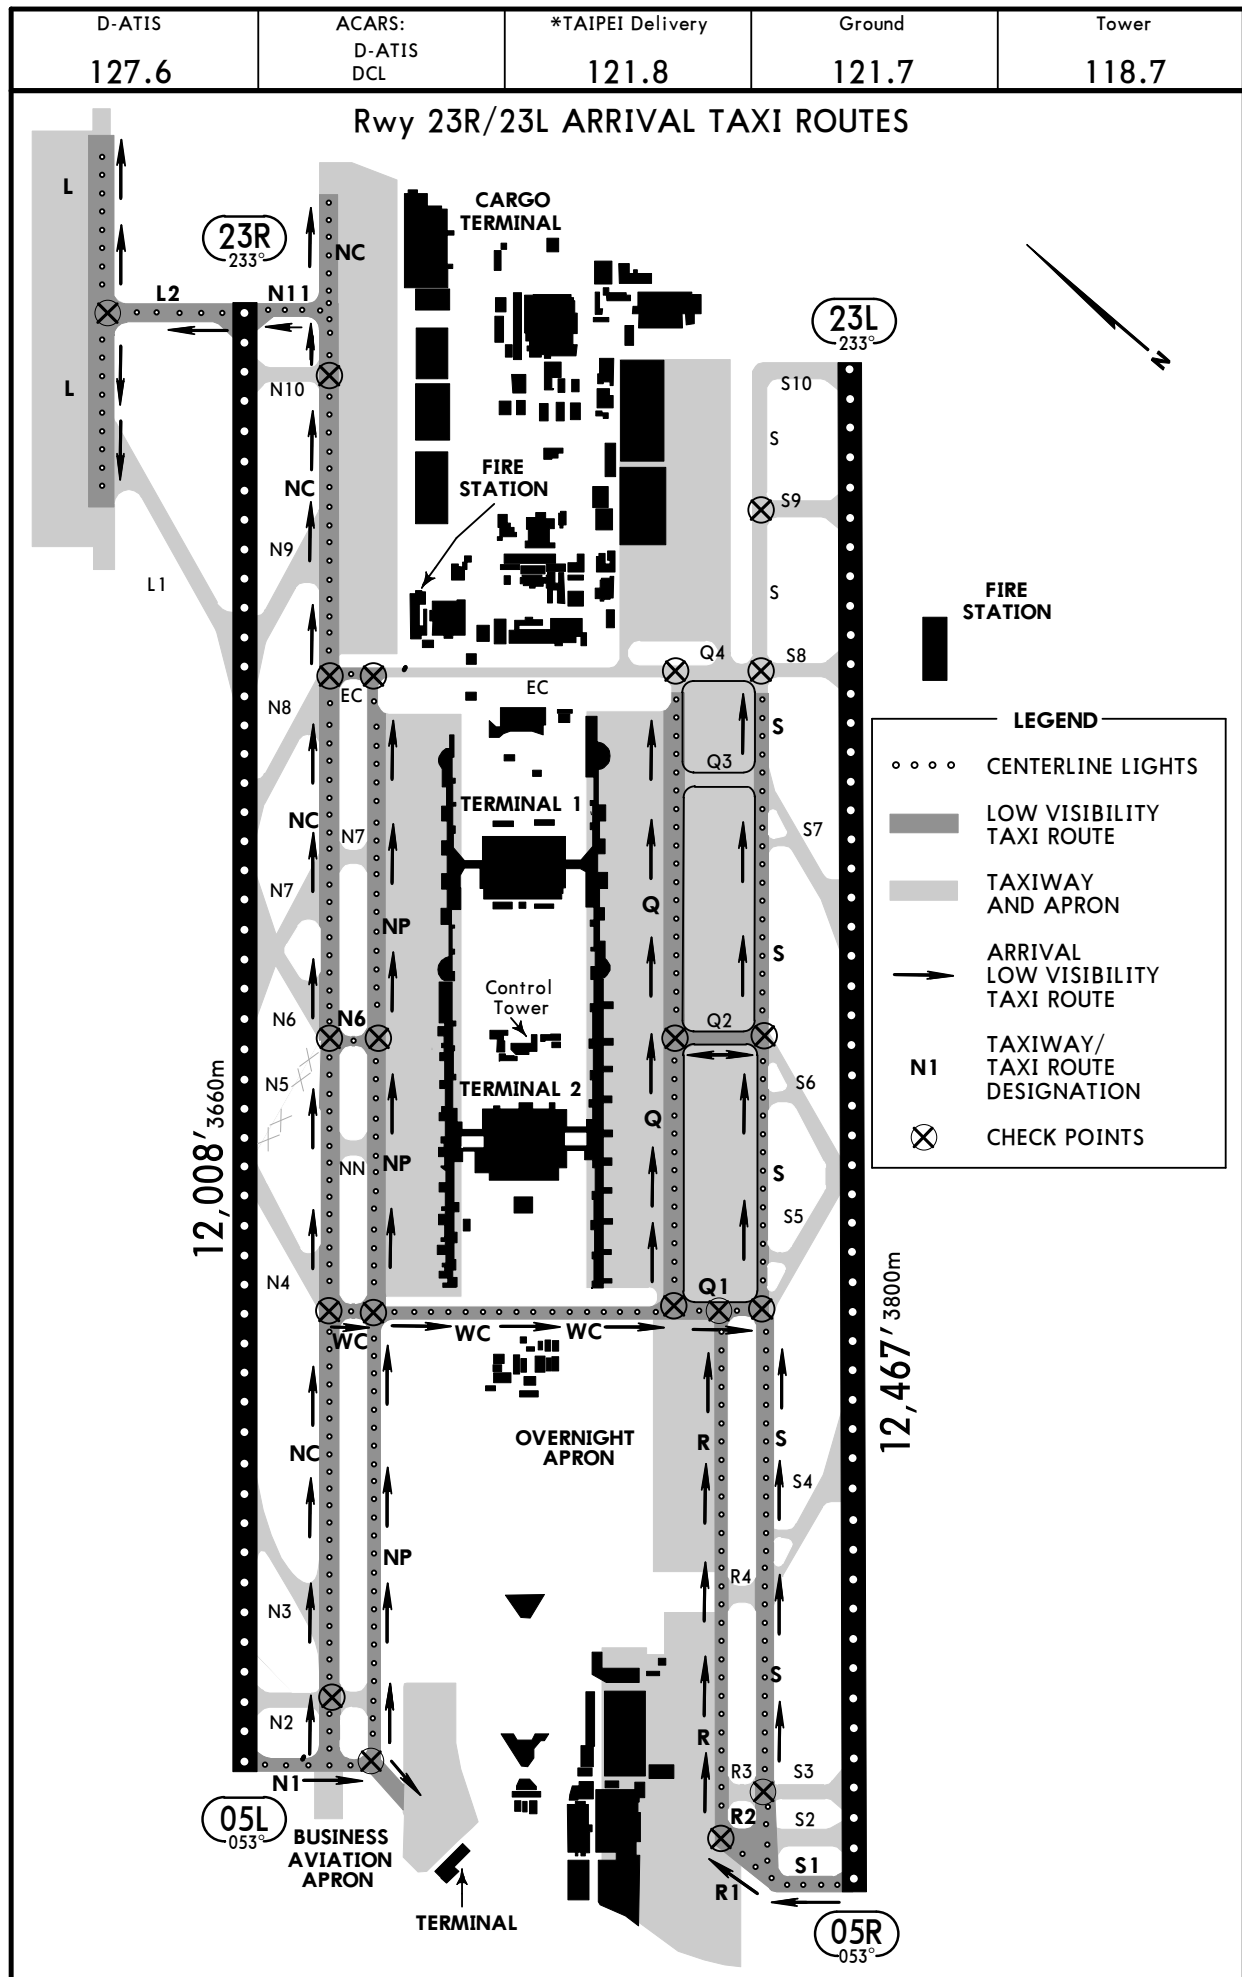 D-ATIS
127.6
ACARS:
D-ATIS
DCL
*TAIPEI Delivery
121.8
Ground
121.7
Tower
118.7
Rwy 23R/23L ARRIVAL TAXI ROUTES
L
23R
233°
NC
CARGO
TERMINAL
L2
N11
23L
233°
N
L
N10
S10
S
NC
FIRE
STATION
S9
N9
L1
S
FIRE
STATION
Q4
S8
EC
EC
N8
S
LEGEND
CENTERLINE LIGHTS
LOW VISIBILITY
TAXI ROUTE
TAXIWAY
AND APRON
ARRIVAL
LOW VISIBILITY
TAXI ROUTE
N1
TAXIWAY/
TAXI ROUTE
DESIGNATION
CHECK POINTS
Q3
TERMINAL 1
NC
N7
S7
N7
Q
NP
S
Control
Tower
N6
N6
Q2
N5
TERMINAL 2
S6
Q
NN
NP
S
12,008' 3660m
S5
N4
Q1
WC
WC
WC
12,467' 3800m
OVERNIGHT
APRON
NC
R
S
S4
NP
R4
N3
S
N2
R
R3
S3
N1
R2
S2
05L
053°
BUSINESS
AVIATION
APRON
S1
R1
TERMINAL
05R
053°